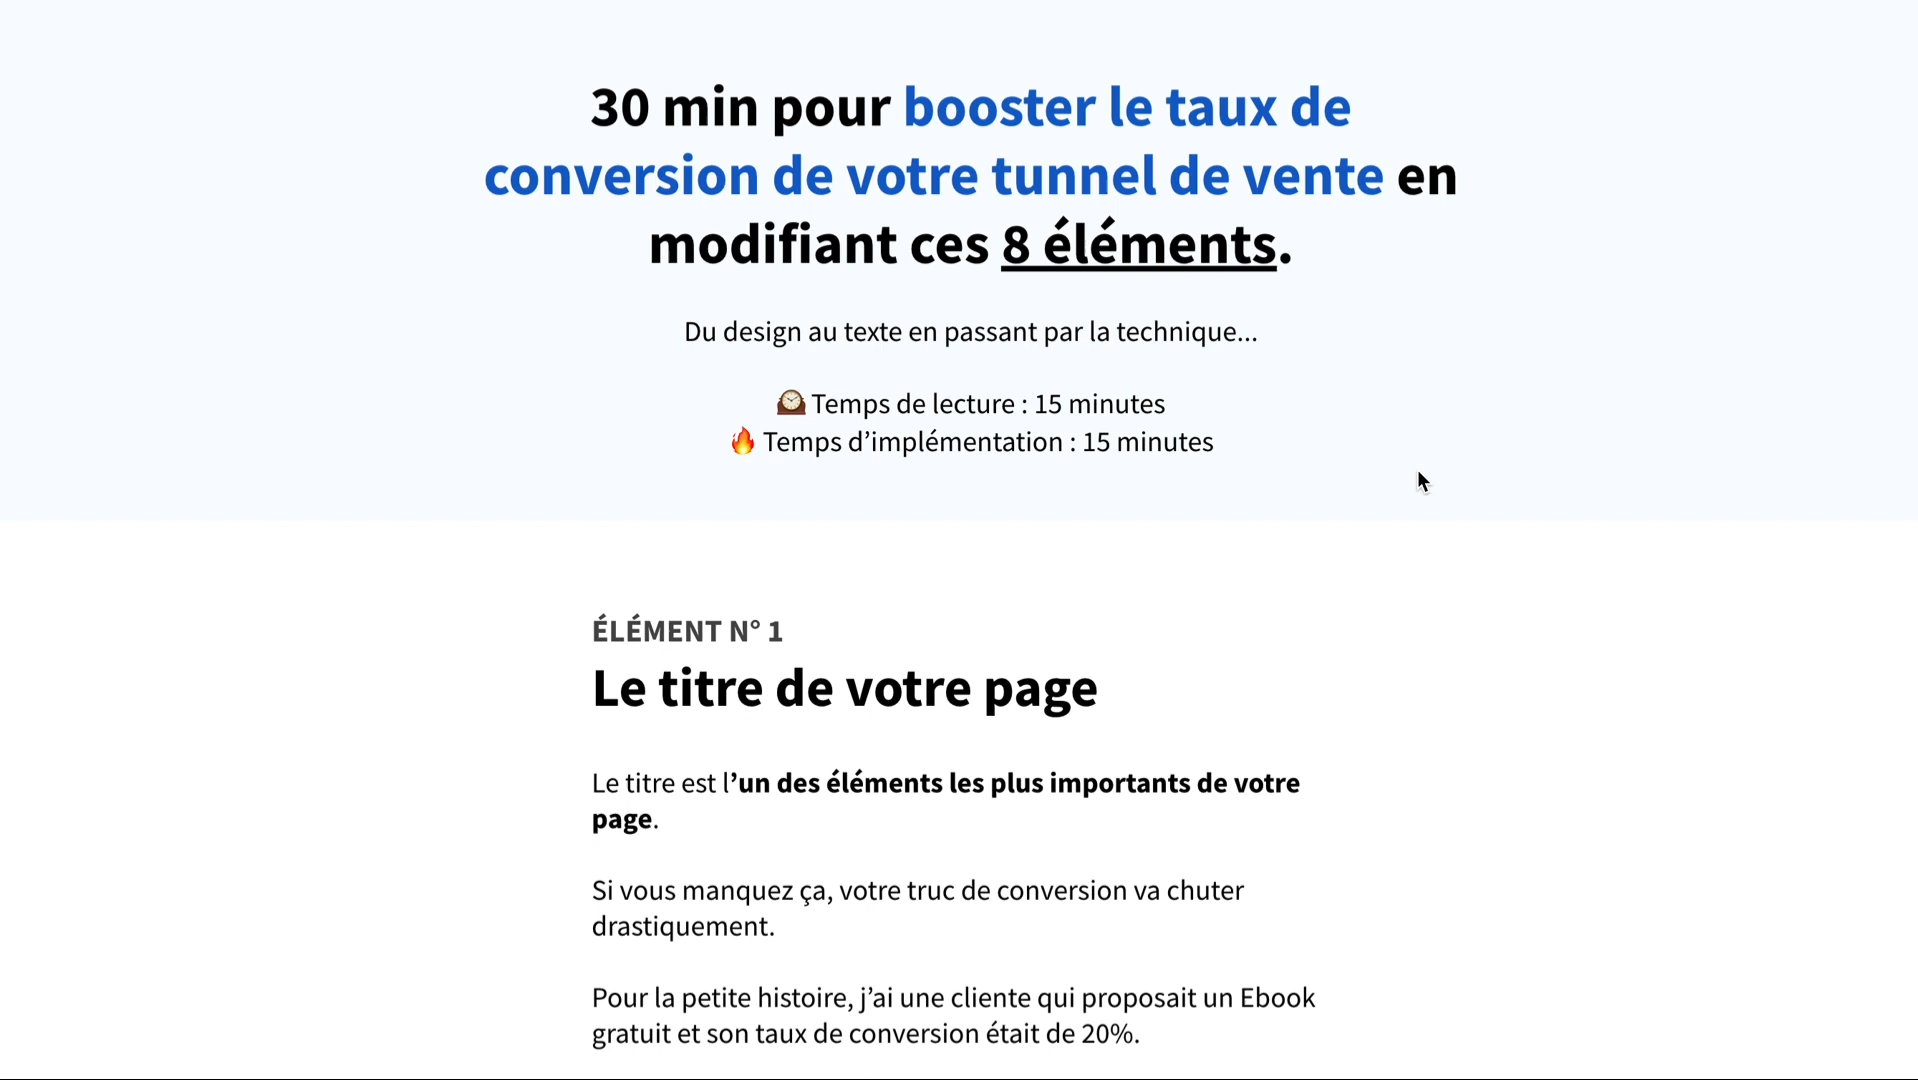 30 min pour booster le taux de
conversion de votre tunnel de vente en
modifiant ces 8 éléments.
Du design au texte en passant par la technique...
🕰️ Temps de lecture : 15 minutes
🔥 Temps d’implémentation : 15 minutes
ÉLÉMENT N° 1
Le titre de votre page
Le titre est l’un des éléments les plus importants de votre
page.
Si vous manquez ça, votre truc de conversion va chuter
drastiquement.
Pour la petite histoire, j’ai une cliente qui proposait un Ebook
gratuit et son taux de conversion était de 20%.